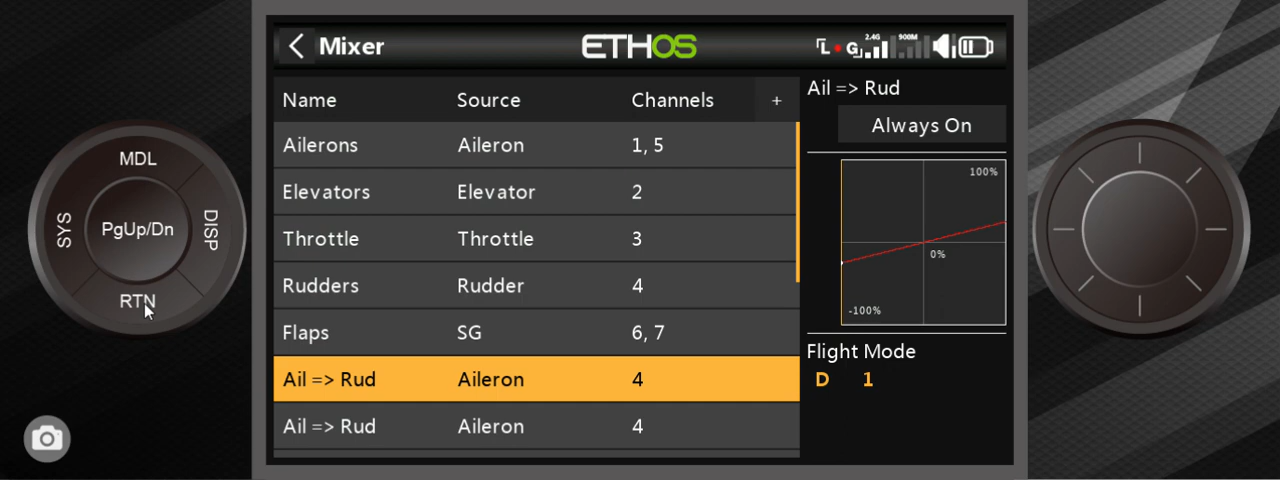 Mixer
ETHOS
L G 2.4G 900M
Name Source Channels +
Ailerons Aileron 1, 5
Elevators Elevator 2
Throttle Throttle 3
Rudders Rudder 4
Flaps SG 6, 7
Ail => Rud Aileron 4
Ail => Rud Aileron 4
Ail => Rud
Always On
100%
0%
-100%
Flight Mode
D 1
MDL
SYS
PgUp/Dn
DISP
RTN